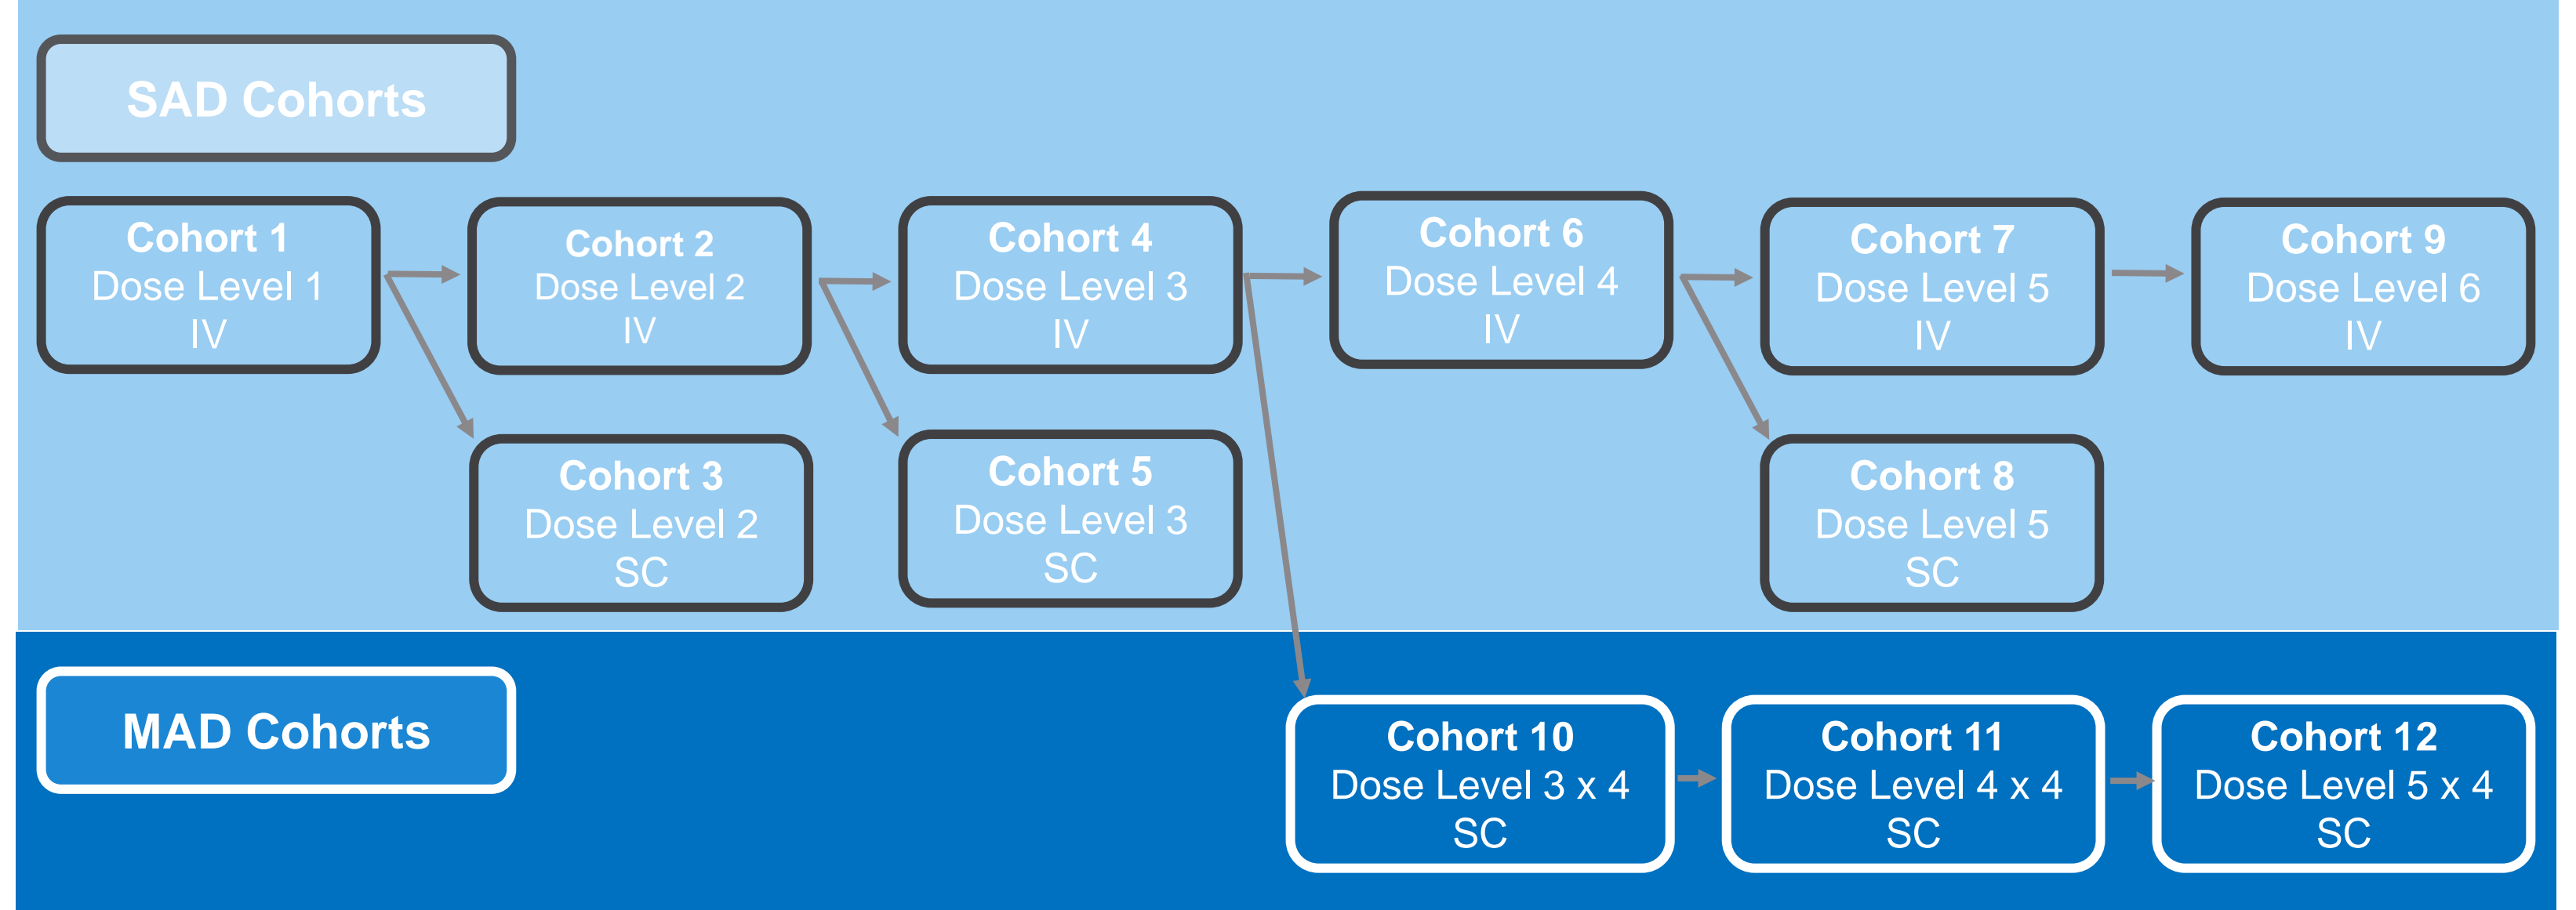 SAD Cohorts
Cohort 1
Dose Level 1
IV
Cohort 2
Dose Level 2
IV
Cohort 4
Dose Level 3
IV
Cohort 6
Dose Level 4
IV
Cohort 7
Dose Level 5
IV
Cohort 9
Dose Level 6
IV
Cohort 3
Dose Level 2
SC
Cohort 5
Dose Level 3
SC
Cohort 8
Dose Level 5
SC
MAD Cohorts
Cohort 10
Dose Level 3 x 4
SC
Cohort 11
Dose Level 4 x 4
SC
Cohort 12
Dose Level 5 x 4
SC